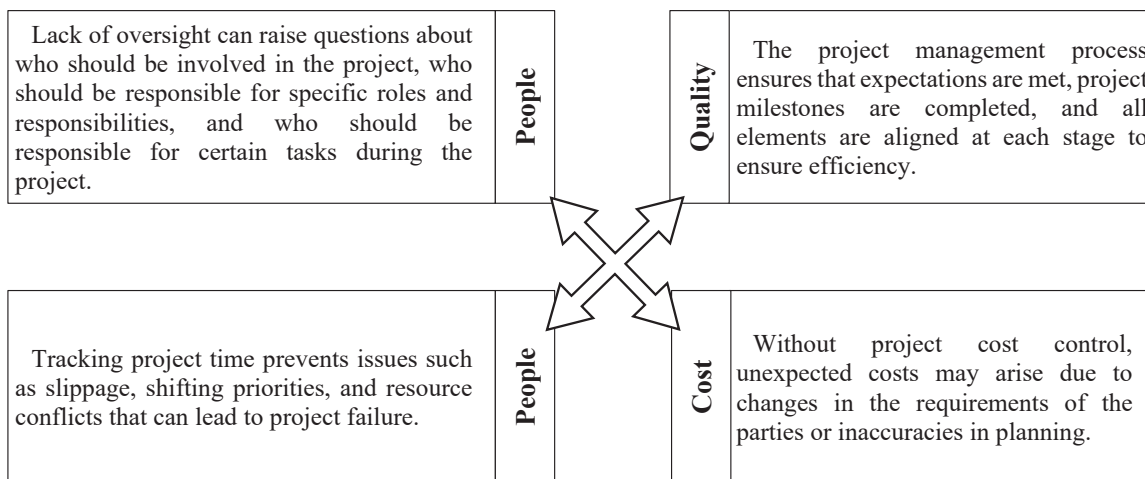 Lack of oversight can raise questions about
who should be involved in the project, who
should be responsible for specific roles and
responsibilities, and who should be
responsible for certain tasks during the
project.
People
Quality
The project management process
ensures that expectations are met, project
milestones are completed, and all
elements are aligned at each stage to
ensure efficiency.
Tracking project time prevents issues such
as slippage, shifting priorities, and resource
conflicts that can lead to project failure.
People
Cost
Without project cost control,
unexpected costs may arise due to
changes in the requirements of the
parties or inaccuracies in planning.